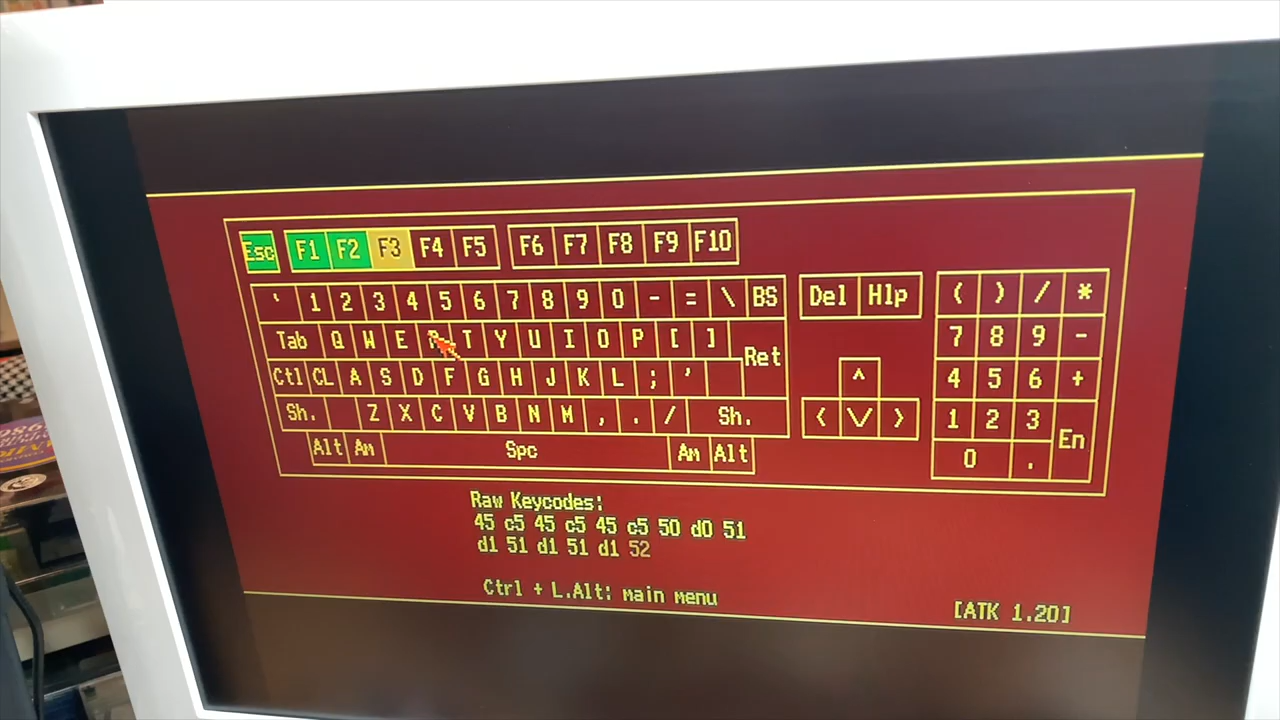 Esc F1 F2 F3 F4 F5 F6 F7 F8 F9 F10
` 1 2 3 4 5 6 7 8 9 0 - = \ BS Del Hlp ( ) / *
Tab Q W E R T Y U I O P [ ] Ret 7 8 9 -
Ctl CL A S D F G H J K L ; ' ^ 4 5 6 +
Sh. Z X C V B N M , . / Sh. < V > 1 2 3 En
Alt Am Spc Am Alt 0 .
Raw Keycodes:
45 c5 45 c5 45 c5 50 d0 51
d1 51 d1 51 d1 52
Ctrl + L.Alt: main menu
[ATK 1.20]